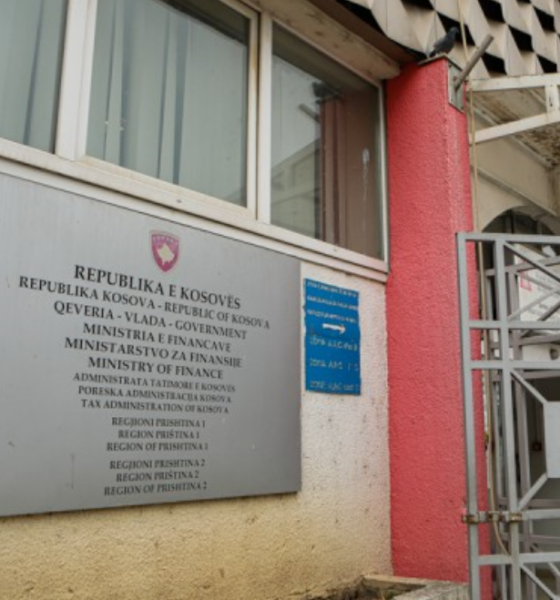 REPUBLIKA E KOSOVËS
REPUBLIKA KOSOVA - REPUBLIC OF KOSOVA
QEVERIA - VLADA - GOVERNMENT
MINISTRIA E FINANCAVE
MINISTARSTVO ZA FINANSIJE
MINISTRY OF FINANCE
ADMINISTRATA TATIMORE E KOSOVËS
PORESKA ADMINISTRACIJA KOSOVA
TAX ADMINISTRATION OF KOSOVA
REGJIONI PRISHTINA 1
REGION PRIŠTINA 1
REGION OF PRISHTINA 1
REGJIONI PRISHTINA 2
REGION PRIŠTINA 2
REGION OF PRISHTINA 2